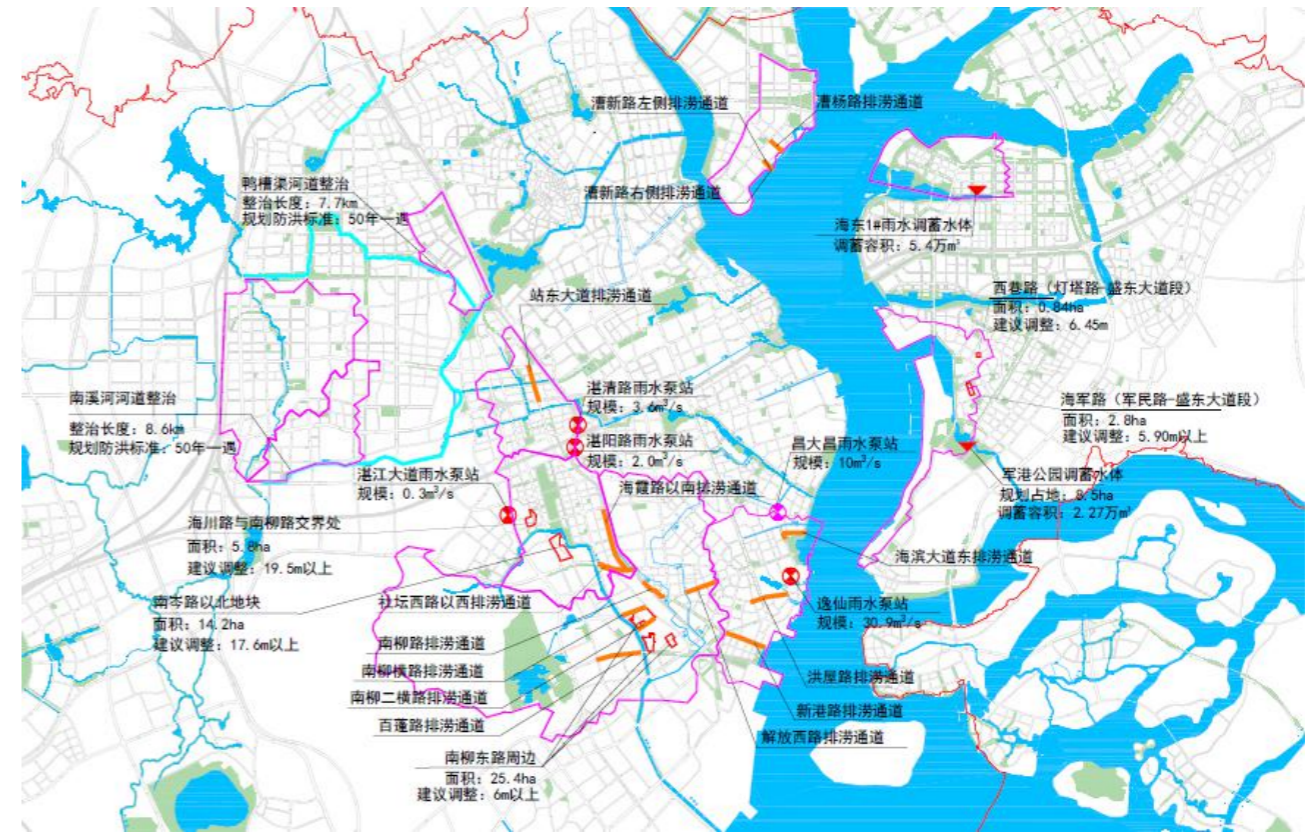 漕新路左侧排涝通道
漕杨路排涝通道
鸭槽渠河道整治
整治长度：7.7km
规划防洪标准：50年一遇
漕新路右侧排涝通道
海东1#雨水调蓄水体
调蓄容积：5.4万m³
站东大道排涝通道
西巷路（灯塔路-盛东大道段）
面积：0.84ha
建议调整：6.45m
湛清路雨水泵站
规模：3.6m³/s
南溪河河道整治
整治长度：8.6km
规划防洪标准：50年一遇
海军路（军民路-盛东大道段）
面积：2.8ha
建议调整：5.90m以上
湛阳路雨水泵站
规模：2.0m³/s
昌大昌雨水泵站
规模：10m³/s
湛江大道雨水泵站
规模：0.3m³/s
海霞路以南排涝通道
军港公园调蓄水体
规划占地：8.5ha
调蓄容积：2.27万m³
海川路与南柳路交界处
面积：5.8ha
建议调整：19.5m以上
海滨大道东排涝通道
南岑路以北地块
面积：14.2ha
建议调整：17.6m以上
社坛西路以西排涝通道
逸仙雨水泵站
规模：30.9m³/s
南柳路排涝通道
南柳横路排涝通道
洪屋路排涝通道
南柳二横路排涝通道
新港路排涝通道
百蓬路排涝通道
解放西路排涝通道
南柳东路周边
面积：25.4ha
建议调整：6m以上